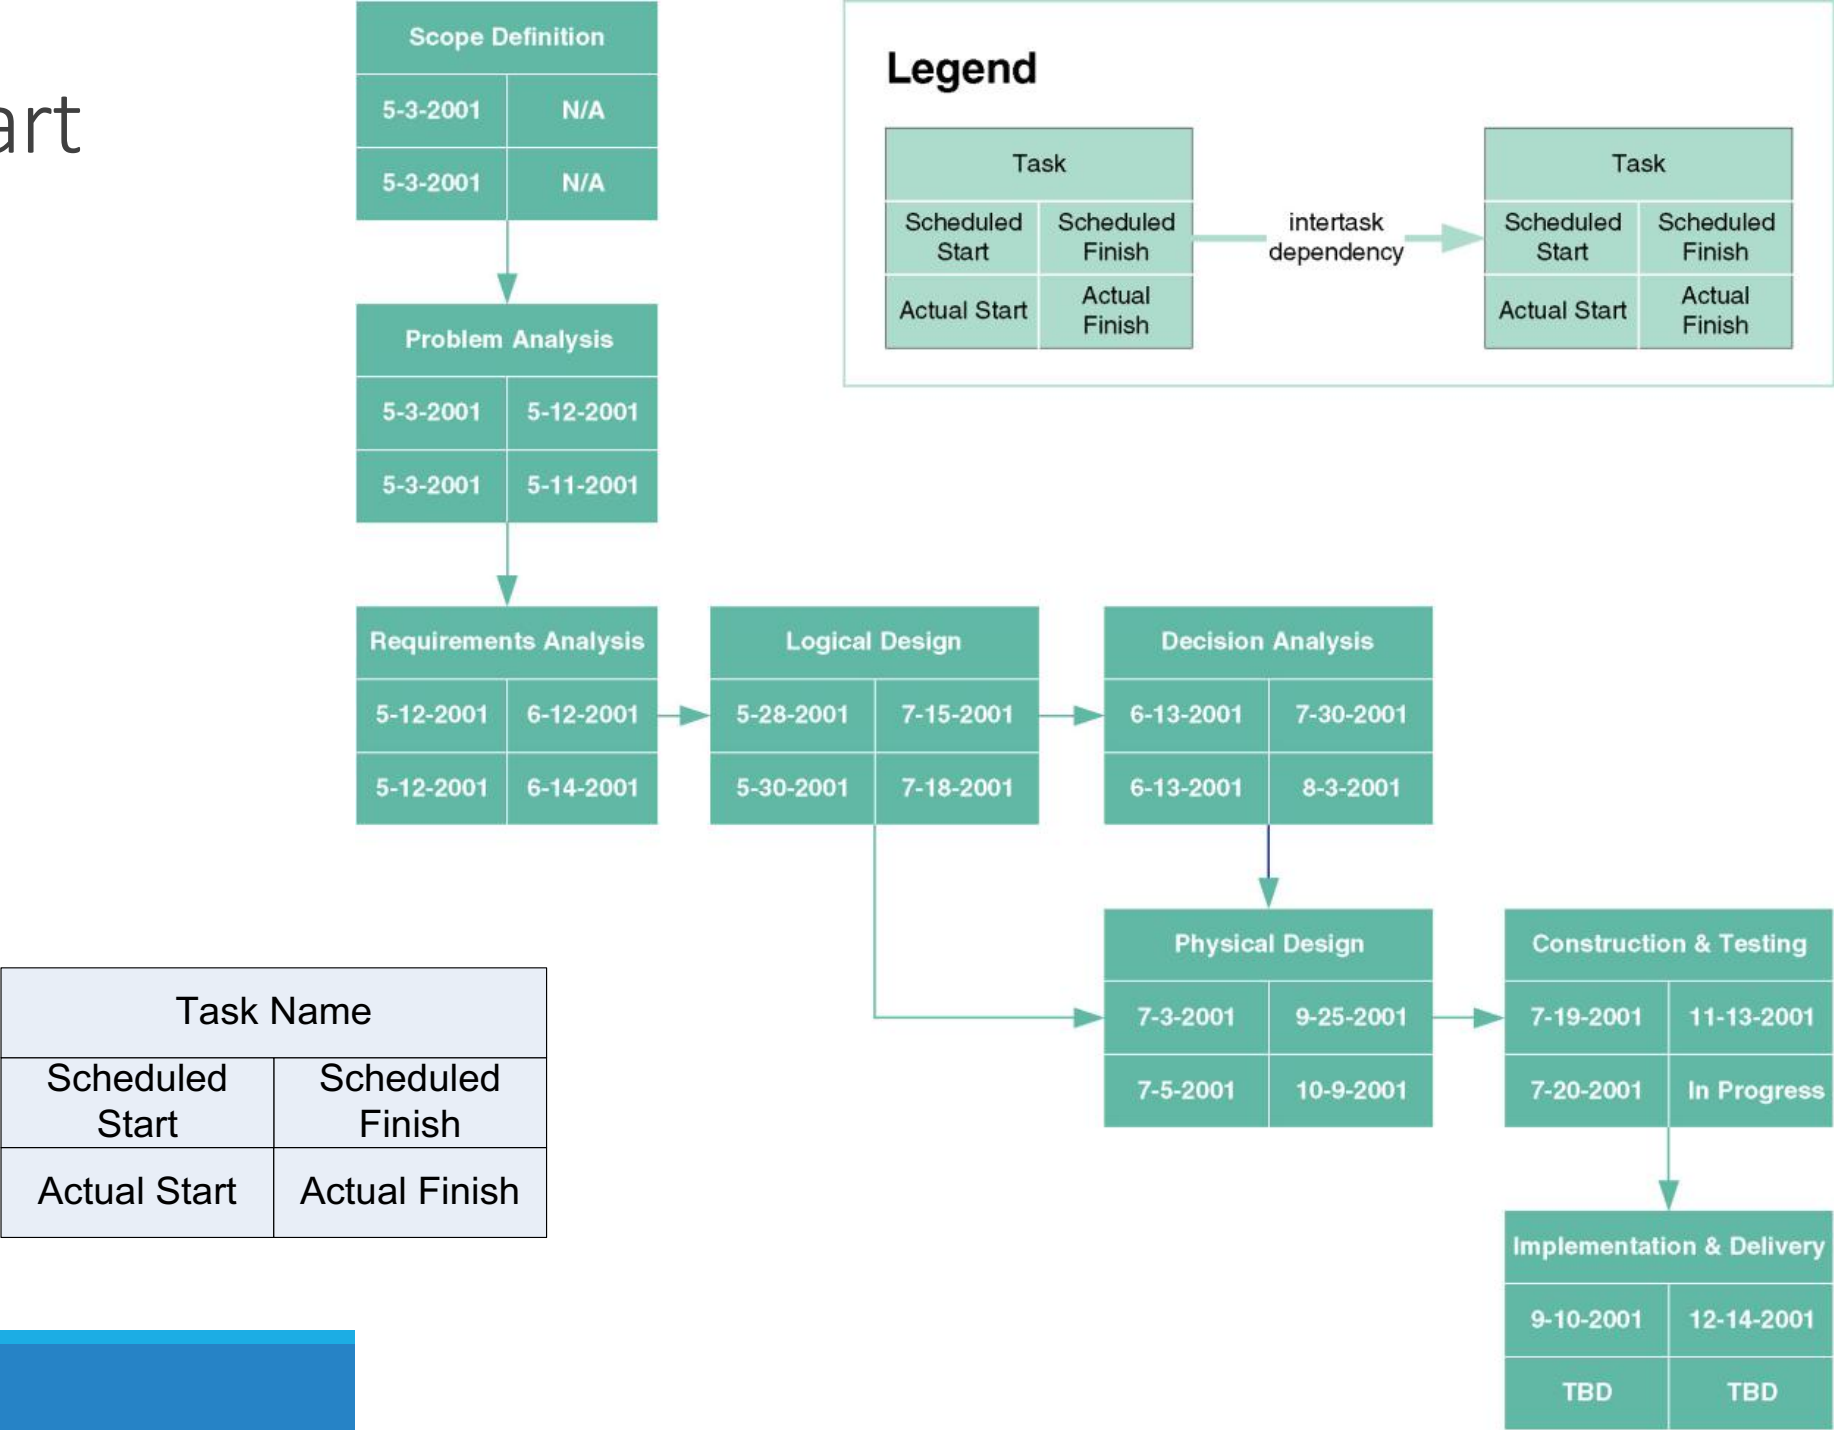 art
Scope Definition
5-3-2001 N/A
5-3-2001 N/A
Legend
Task
Scheduled Start
Scheduled Finish
Actual Start
Actual Finish
intertask
dependency
Task
Scheduled Start
Scheduled Finish
Actual Start
Actual Finish
Problem Analysis
5-3-2001 5-12-2001
5-3-2001 5-11-2001
Requirements Analysis
5-12-2001 6-12-2001
5-12-2001 6-14-2001
Logical Design
5-28-2001 7-15-2001
5-30-2001 7-18-2001
Decision Analysis
6-13-2001 7-30-2001
6-13-2001 8-3-2001
Physical Design
7-3-2001 9-25-2001
7-5-2001 10-9-2001
Construction & Testing
7-19-2001 11-13-2001
7-20-2001 In Progress
Implementation & Delivery
9-10-2001 12-14-2001
TBD TBD
Task Name
Scheduled Start
Scheduled Finish
Actual Start
Actual Finish